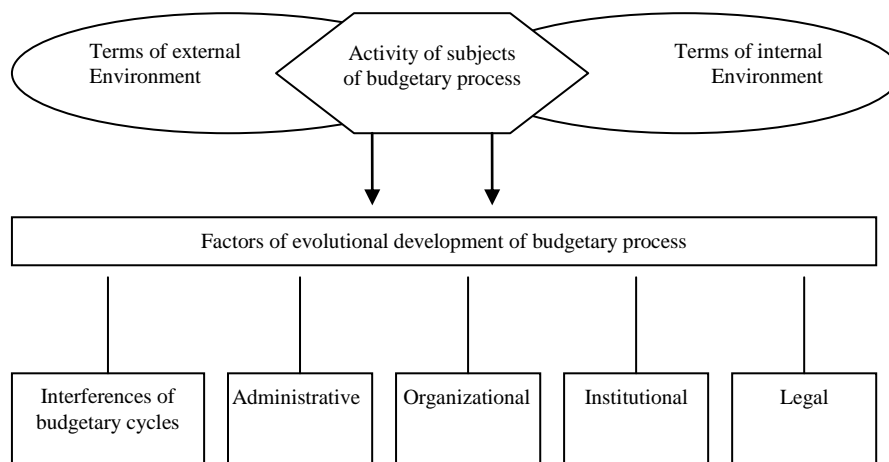 Terms of external
Environment
Activity of subjects
of budgetary process
Terms of internal
Environment
Factors of evolutional development of budgetary process
Interferences of
budgetary cycles
Administrative
Organizational
Institutional
Legal